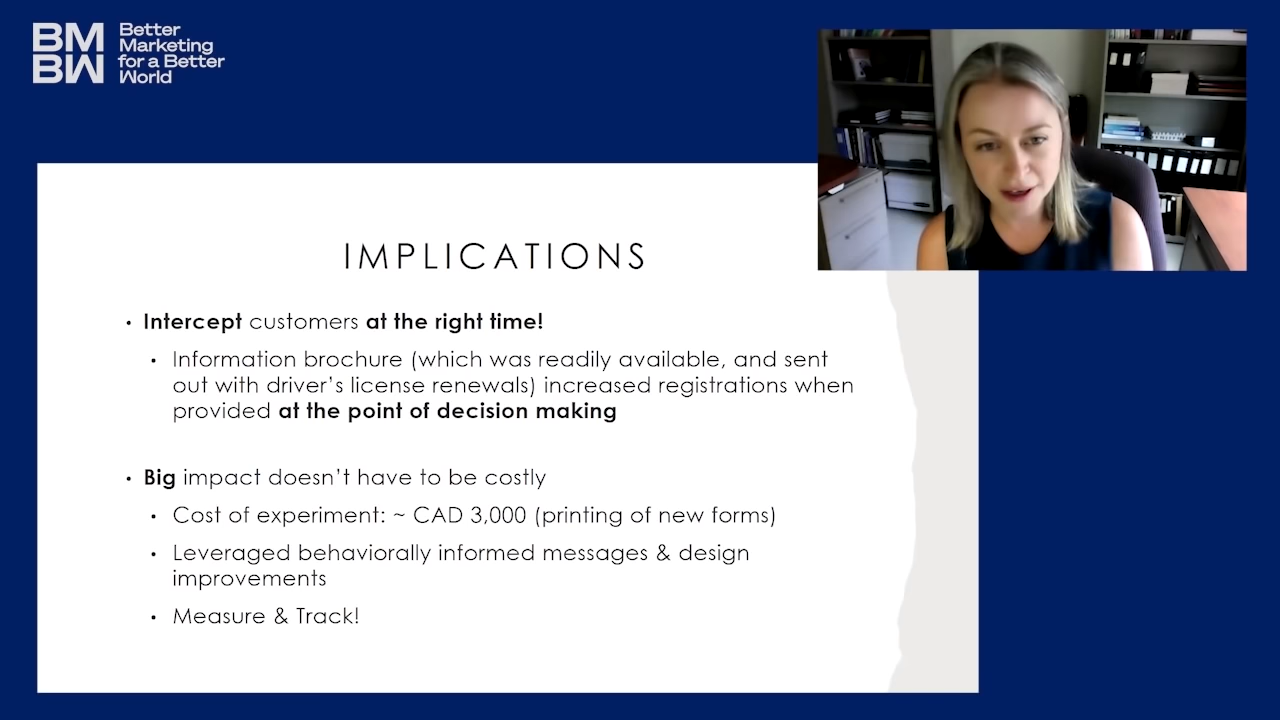 BM
BW
Better
Marketing
for a Better
World
IMPLICATIONS
• Intercept customers at the right time!
• Information brochure (which was readily available, and sent
out with driver's license renewals) increased registrations when
provided at the point of decision making
• Big impact doesn't have to be costly
• Cost of experiment: ~ CAD 3,000 (printing of new forms)
• Leveraged behaviorally informed messages & design
improvements
• Measure & Track!